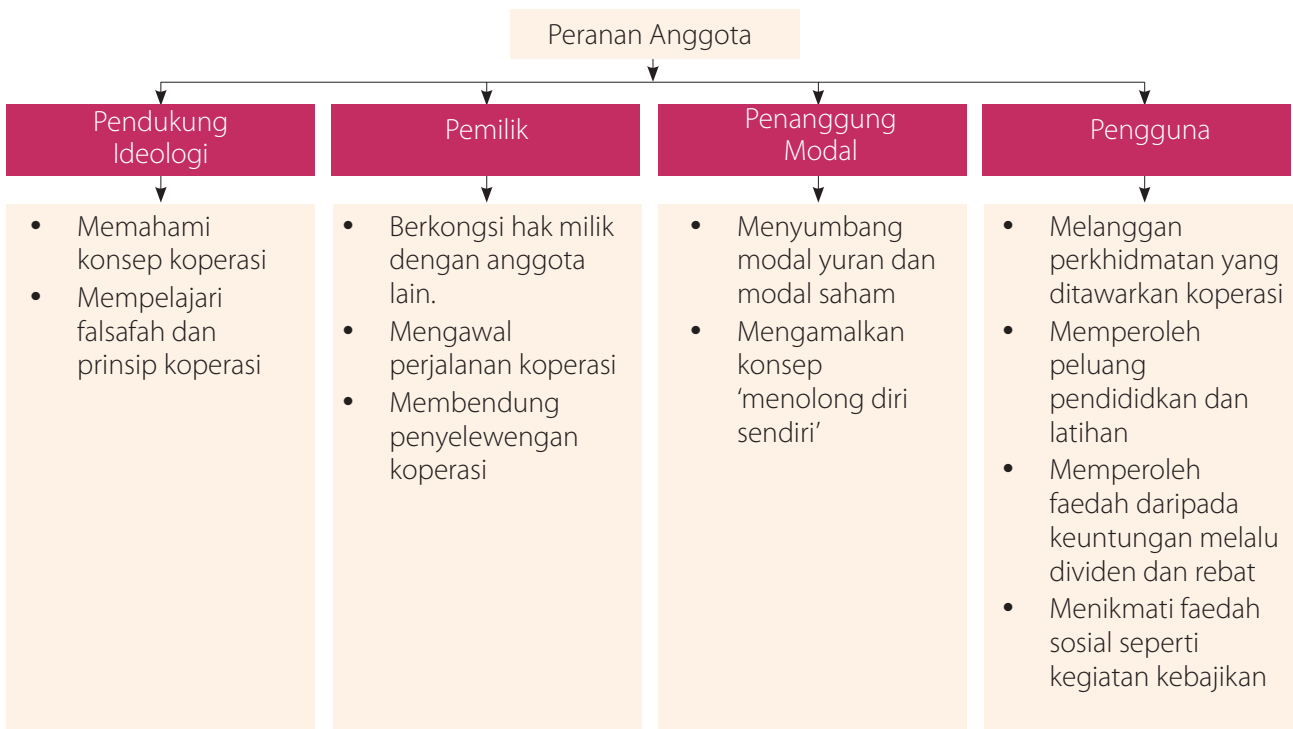 Peranan Anggota
Pendukung
Ideologi
• Memahami
konsep koperasi
• Mempelajari
falsafah dan
prinsip koperasi
Pemilik
• Berkongsi hak milik
dengan anggota
lain.
• Mengawal
perjalanan koperasi
• Membendung
penyelewengan
koperasi
Penanggung
Modal
• Menyumbang
modal yuran dan
modal saham
• Mengamalkan
konsep
‘menolong diri
sendiri’
Pengguna
• Melanggan
perkhidmatan yang
ditawarkan koperasi
• Memperoleh
peluang
pendididkan dan
latihan
• Memperoleh
faedah daripada
keuntungan melalu
dividen dan rebat
• Menikmati faedah
sosial seperti
kegiatan kebajikan